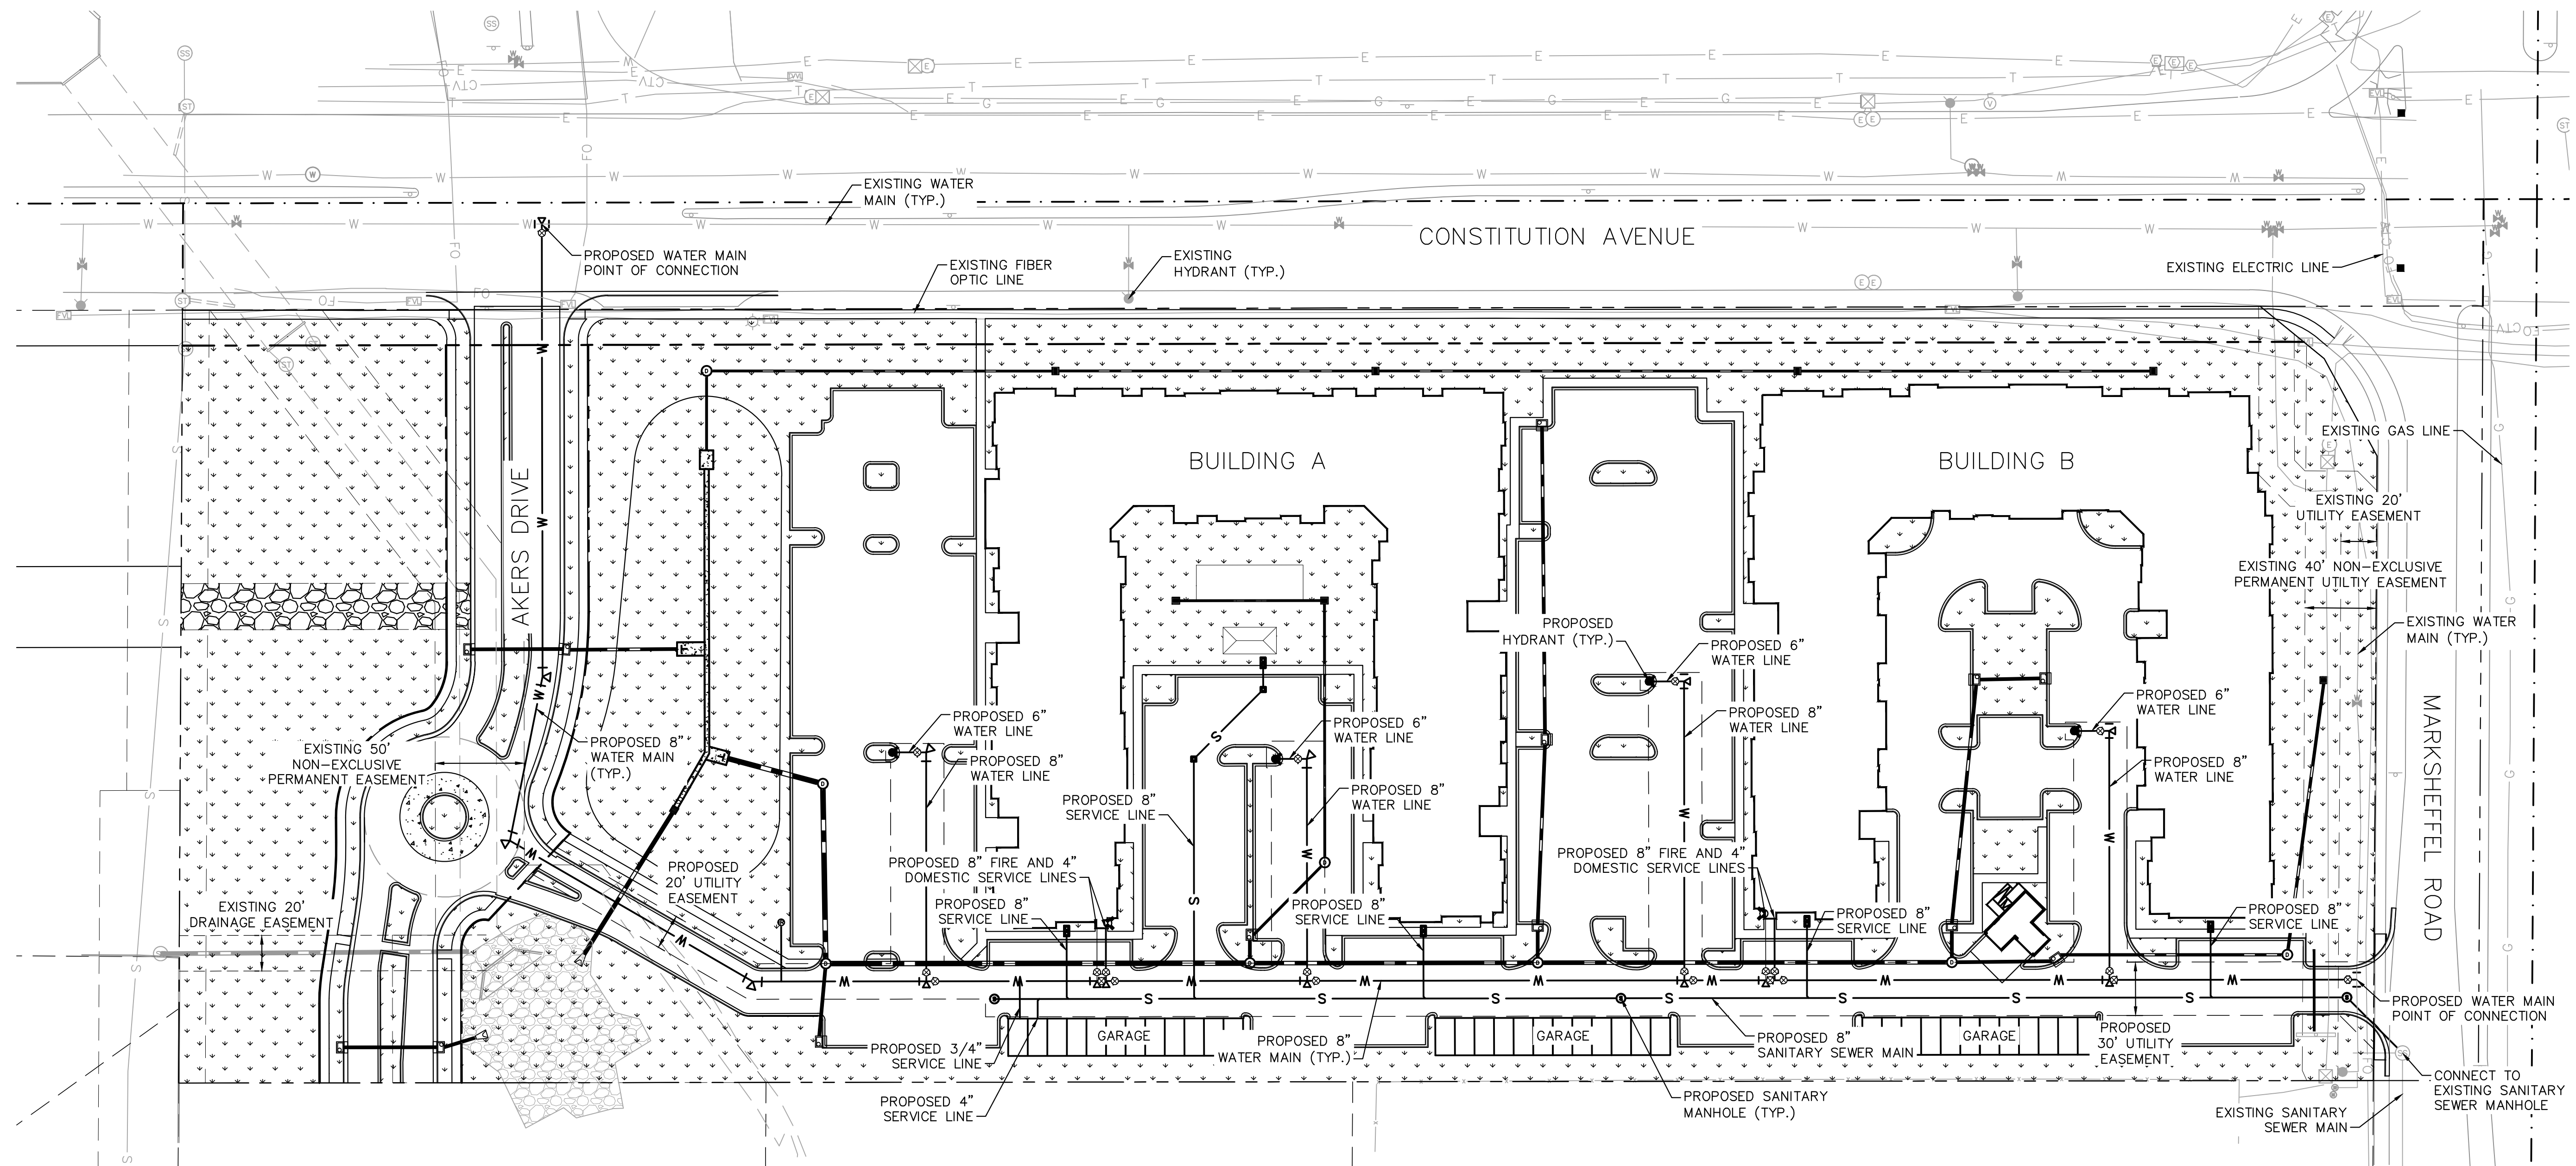 EXISTING WATER
MAIN (TYP.)
CONSTITUTION AVENUE
PROPOSED WATER MAIN
POINT OF CONNECTION
EXISTING FIBER
OPTIC LINE
EXISTING
HYDRANT (TYP.)
EXISTING ELECTRIC LINE
EXISTING GAS LINE
BUILDING A
BUILDING B
AKERS DRIVE
EXISTING 20'
UTILITY EASEMENT
EXISTING 40' NON-EXCLUSIVE
PERMANENT UTILTIY EASEMENT
EXISTING WATER
MAIN (TYP.)
PROPOSED
HYDRANT (TYP.)
PROPOSED 6"
WATER LINE
PROPOSED 8"
WATER LINE
PROPOSED 6"
WATER LINE
PROPOSED 8"
WATER LINE
MARKSHEFFEL ROAD
EXISTING 50'
NON-EXCLUSIVE
PERMANENT EASEMENT
PROPOSED 8"
WATER MAIN
(TYP.)
PROPOSED 6"
WATER LINE
PROPOSED 8"
WATER LINE
PROPOSED 6"
WATER LINE
PROPOSED 8"
WATER LINE
PROPOSED 8"
SERVICE LINE
PROPOSED
20' UTILITY
EASEMENT
PROPOSED 8" FIRE AND 4"
DOMESTIC SERVICE LINES
PROPOSED 8"
SERVICE LINE
PROPOSED 8"
SERVICE LINE
PROPOSED 8" FIRE AND 4"
DOMESTIC SERVICE LINES
PROPOSED 8"
SERVICE LINE
PROPOSED 8"
SERVICE LINE
EXISTING 20'
DRAINAGE EASEMENT
PROPOSED 3/4"
SERVICE LINE
PROPOSED 4"
SERVICE LINE
GARAGE
PROPOSED 8"
WATER MAIN (TYP.)
GARAGE
PROPOSED 8"
SANITARY SEWER MAIN
GARAGE
PROPOSED
30' UTILITY
EASEMENT
PROPOSED SANITARY
MANHOLE (TYP.)
PROPOSED WATER MAIN
POINT OF CONNECTION
CONNECT TO
EXISTING SANITARY
SEWER MANHOLE
EXISTING SANITARY
SEWER MAIN